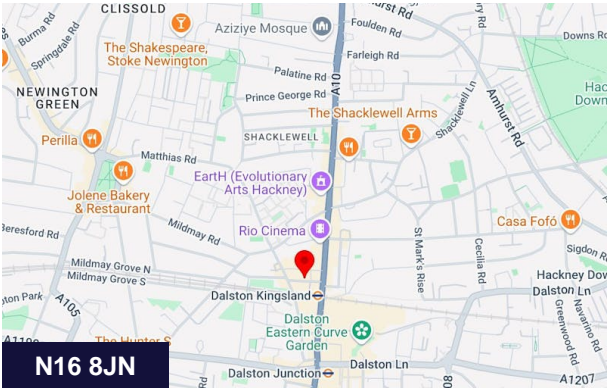 CLISSOLD
Burma Rd
Springdale Rd
The Shakespeare,
Stoke Newington
Aziziye Mosque
Foulden Rd
Farleigh Rd
Palatine Rd
Prince George Rd
A10
NEWINGTON
GREEN
The Shacklewell Arms
Shacklewell Ln
Amhurst Rd
Downs Rd
SHACKLEWELL
Perilla
Matthias Rd
EartH (Evolutionary
Arts Hackney)
Jolene Bakery
& Restaurant
Mildmay Rd
Rio Cinema
Casa Fofó
St Mark's Rise
Cecilia Rd
Sigdon R
Beresford Rd
Mildmay Grove N
Mildmay Grove S
A105
Dalston Kingsland
Hackney Dow
Dalston Ln
Dalston
Eastern Curve
Garden
Greenwood Rd
Navarino Rd
The Hunter S
Dalston Junction
Dalston Ln
A1207
N16 8JN